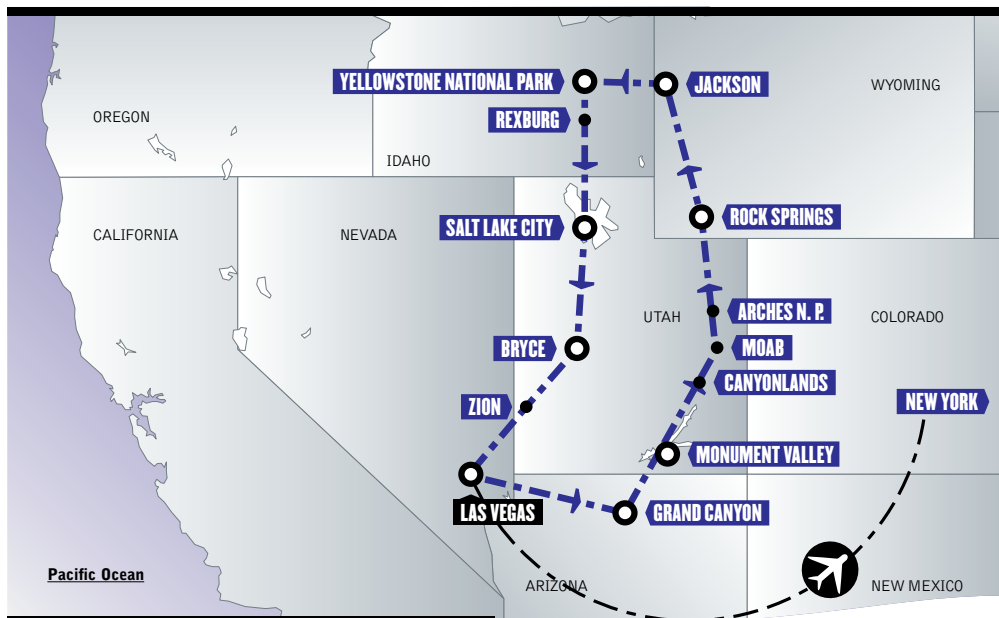 YELLOWSTONE NATIONAL PARK
JACKSON
WYOMING
OREGON
REXBURG
IDAHO
ROCK SPRINGS
SALT LAKE CITY
CALIFORNIA
NEVADA
ARCHES N. P.
UTAH
COLORADO
BRYCE
MOAB
CANYONLANDS
ZION
NEW YORK
MONUMENT VALLEY
LAS VEGAS
GRAND CANYON
Pacific Ocean
ARIZONA
NEW MEXICO